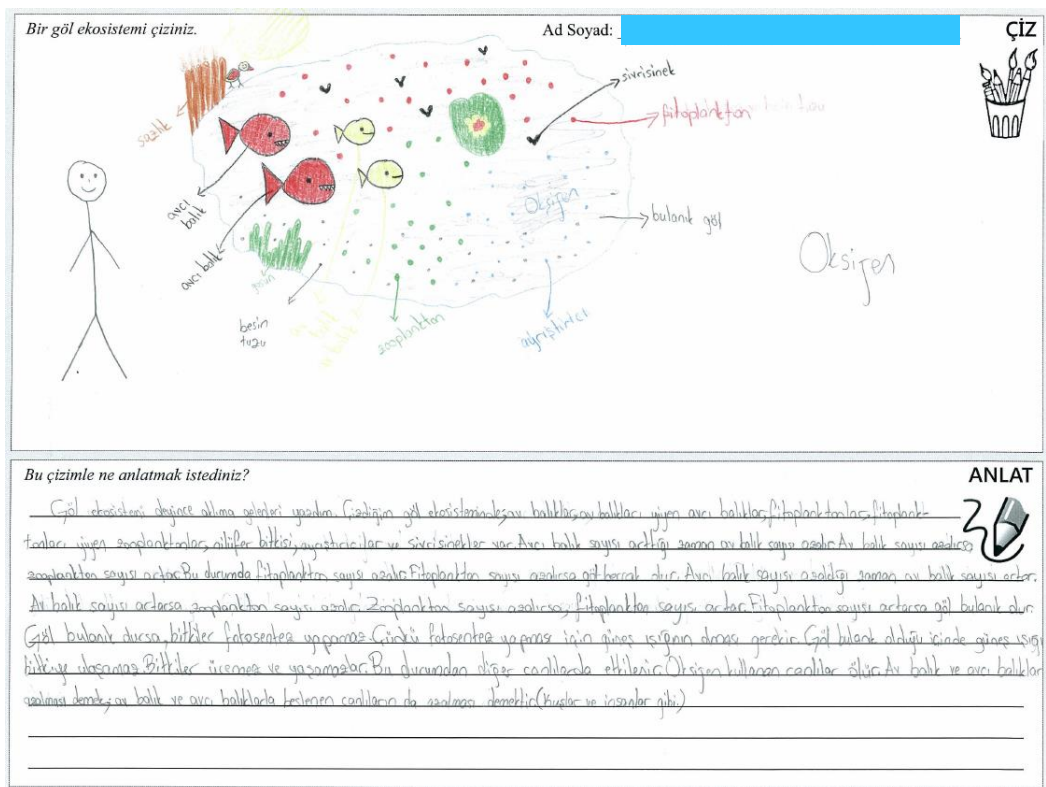 Bir göl ekosistemi çiziniz.
Ad Soyad:
ÇİZ
sivrisinek
fitoplankton
sazlık
avcı balık
Oksijen
bulanık göl
Oksijen
avcı balık
besin tuzu
av balık
av balık
zooplankton
ayrıştırıcı
Bu çizimle ne anlatmak istediniz?
ANLAT
Göl ekosistemi deyince aklıma gelenleri yazdım. Çizdiğim göl ekosisteminde; av balıklar, av balıkları yiyen avcı balıklar, fitoplanktonlar, fitoplank-
tonları yiyen zooplanktonlar, nilüfer bitkisi, ayrıştırıcılar ve sivrisinekler var. Avcı balık sayısı arttığı zaman av balık sayısı azalır. Av balık sayısı azalırsa
zooplankton sayısı artar. Bu durumda fitoplankton sayısı azalır. Fitoplankton sayısı azalırsa göl berrak olur. Avcı balık sayısı azaldığı zaman av balık sayısı artar.
Av balık sayısı artarsa zooplankton sayısı azalır. Zooplankton sayısı azalırsa, fitoplankton sayısı artar. Fitoplankton sayısı artarsa göl bulanık olur
Göl bulanık olursa bitkiler fotosentez yapamaz. Çünkü fotosentez yapması için güneş ışığının olması gerekir. Göl bulanık olduğu içinde güneş ışığı
bitkiye ulaşamaz. Bitkiler üremez ve yaşamazlar. Bu durumdan diğer canlılarda etkilenir. Oksijen kullanan canlılar ölür. Av balık ve avcı balıklar
azalması demek; av balık ve avcı balıklarla beslenen canlıların da azalması demektir. (Kuşlar ve insanlar gibi.)